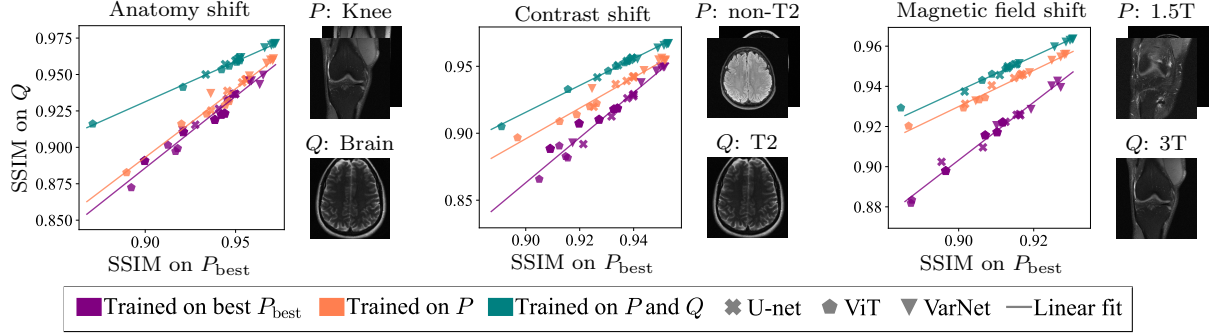 Anatomy shift
P: Knee
0.975
0.950
0.925
0.900
0.875
0.850
SSIM on Q
0.90 0.95
SSIM on P_best
Q: Brain
Contrast shift
P: non-T2
0.95
0.90
0.85
0.90 0.92 0.94
SSIM on P_best
Q: T2
Magnetic field shift
P: 1.5T
0.96
0.94
0.92
0.90
0.88
0.90 0.92
SSIM on P_best
Q: 3T
Trained on best P_best Trained on P Trained on P and Q U-net ViT VarNet Linear fit